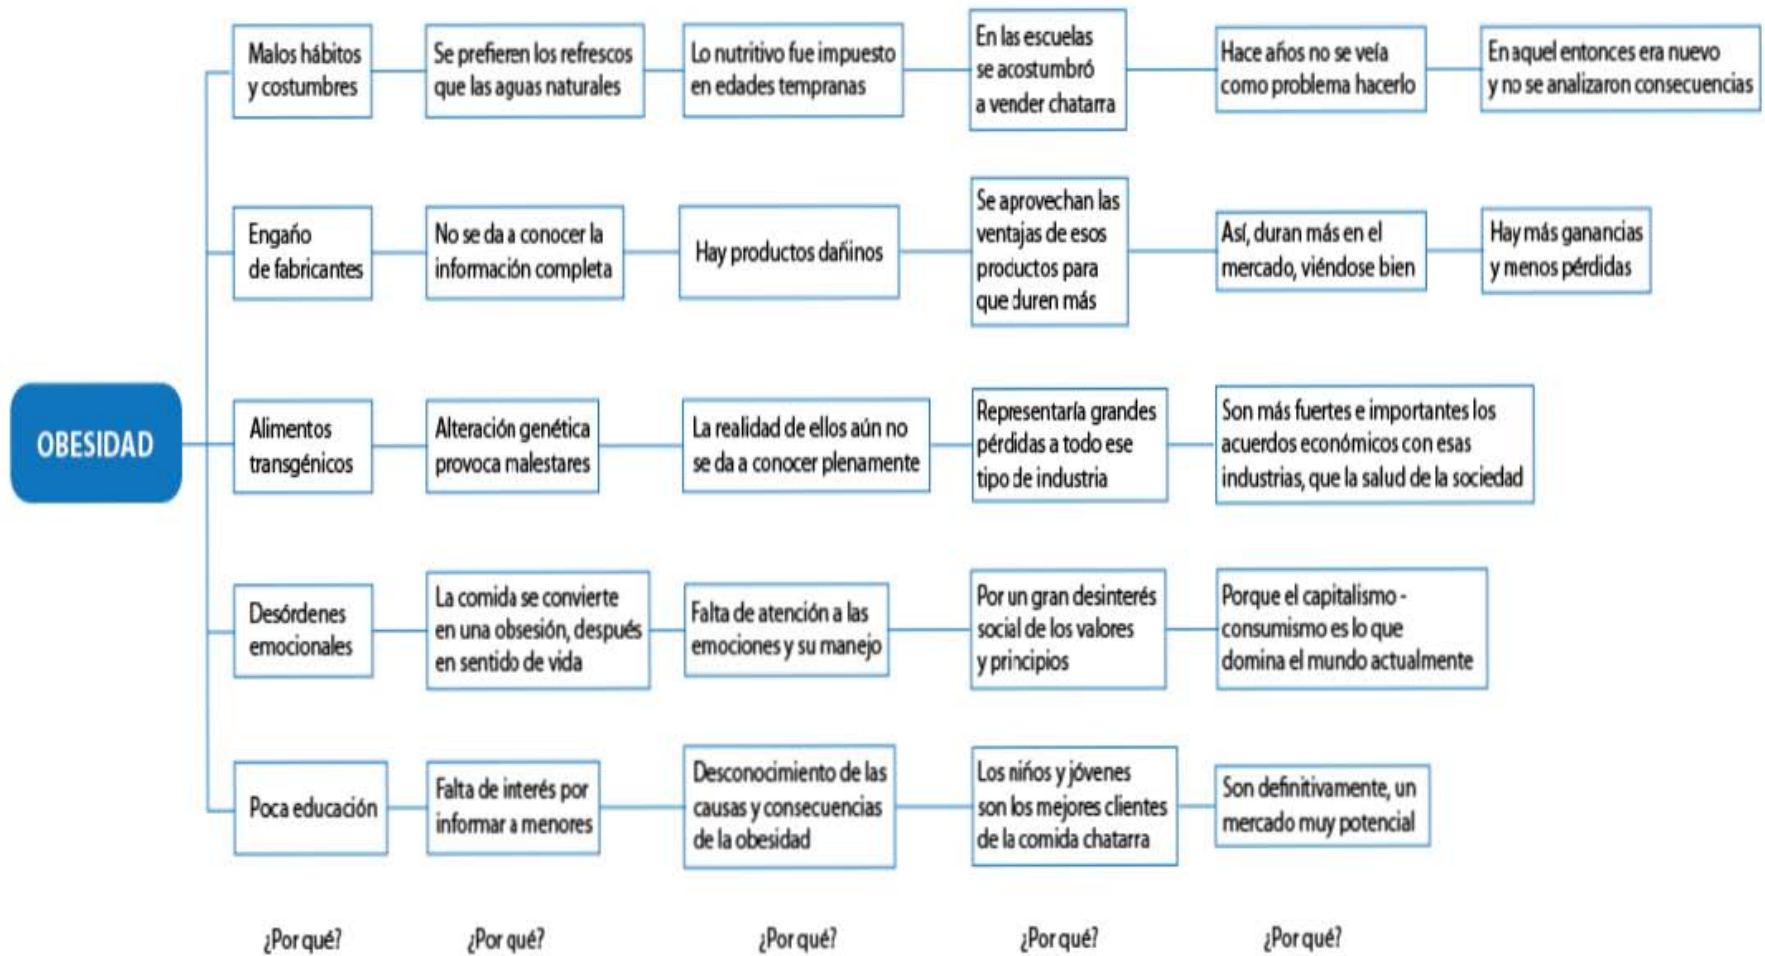 Malos hábitos
y costumbres
Se prefieren los refrescos
que las aguas naturales
Lo nutritivo fue impuesto
en edades tempranas
En las escuelas
se acostumbró
a vender chatarra
Hace años no se veía
como problema hacerlo
En aquel entonces era nuevo
y no se analizaron consecuencias
Engaño
de fabricantes
No se da a conocer la
información completa
Hay productos dañinos
Se aprovechan las
ventajas de esos
productos para
que duren más
Así, duran más en el
mercado, viéndose bien
Hay más ganancias
y menos pérdidas
OBESIDAD
Alimentos
transgénicos
Alteración genética
provoca malestares
La realidad de ellos aún no
se da a conocer plenamente
Representaría grandes
pérdidas a todo ese
tipo de industria
Son más fuertes e importantes los
acuerdos económicos con esas
industrias, que la salud de la sociedad
Desórdenes
emocionales
La comida se convierte
en una obsesión, después
en sentido de vida
Falta de atención a las
emociones y su manejo
Por un gran desinterés
social de los valores
y principios
Porque el capitalismo -
consumismo es lo que
domina el mundo actualmente
Poca educación
Falta de interés por
informar a menores
Desconocimiento de las
causas y consecuencias
de la obesidad
Los niños y jóvenes
son los mejores clientes
de la comida chatarra
Son definitivamente, un
mercado muy potencial
¿Por qué?
¿Por qué?
¿Por qué?
¿Por qué?
¿Por qué?